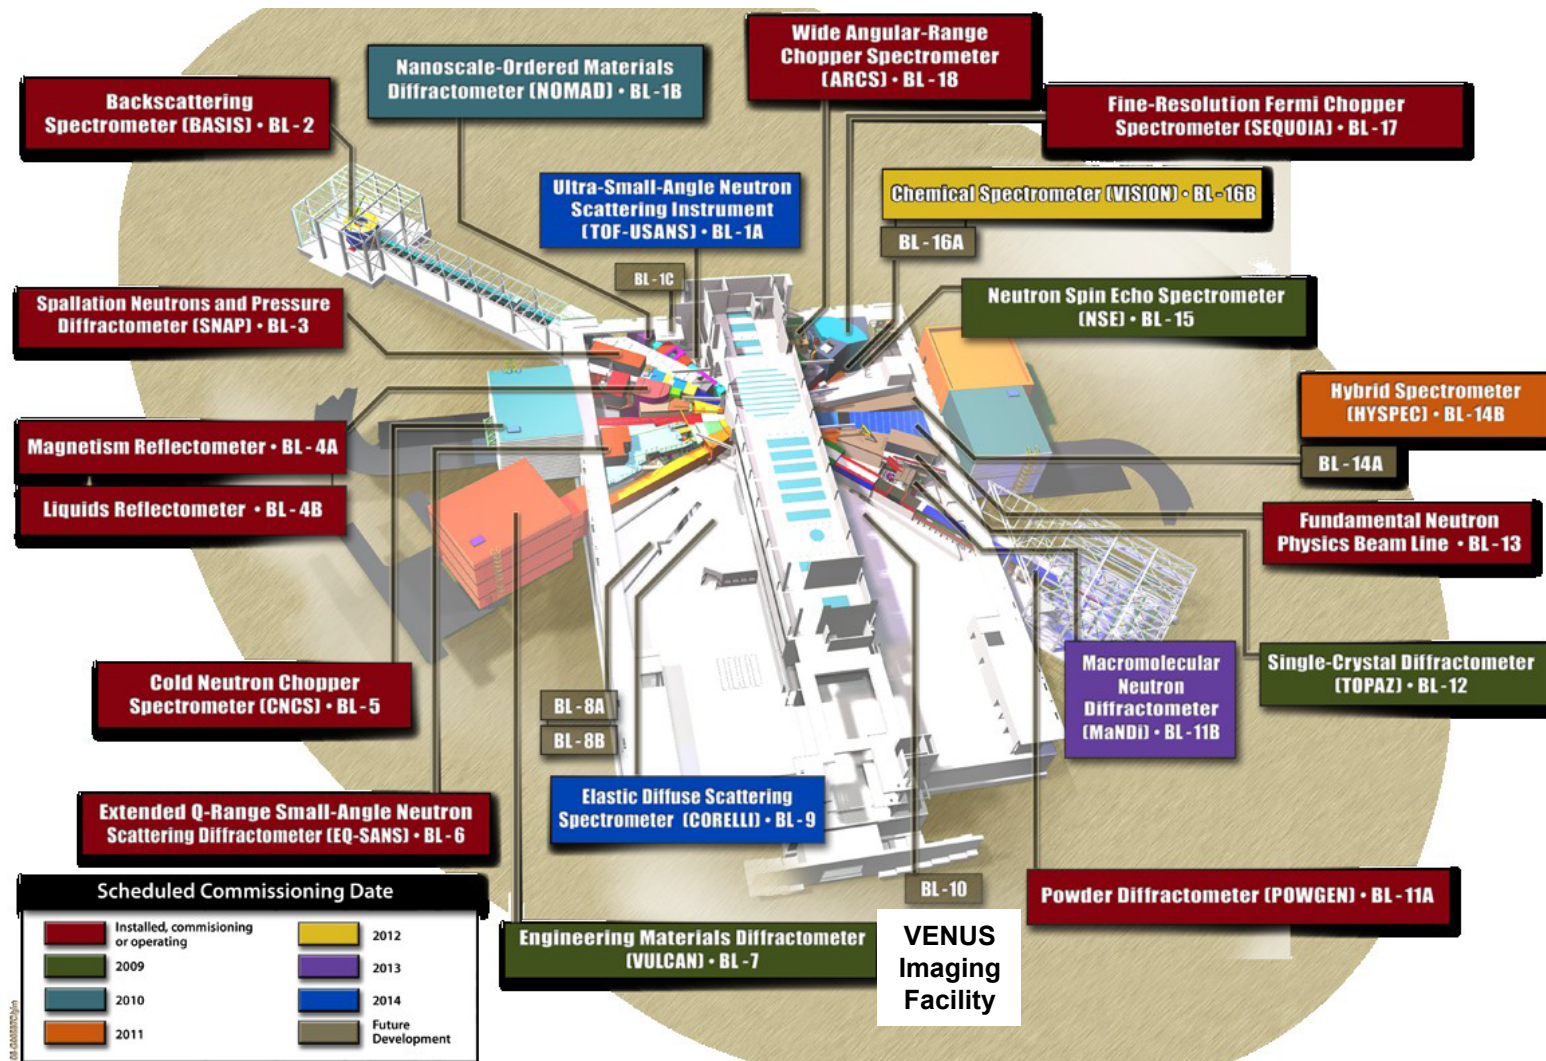 Wide Angular-Range
Chopper Spectrometer
(ARCS) • BL - 18
Nanoscale-Ordered Materials
Diffractometer (NOMAD) • BL - 1B
Backscattering
Spectrometer (BASIS) • BL - 2
Fine-Resolution Fermi Chopper
Spectrometer (SEQUOIA) • BL - 17
Ultra-Small-Angle Neutron
Scattering Instrument
(TOF-USANS) • BL - 1A
Chemical Spectrometer (VISION) • BL - 16B
BL - 16A
BL - 1C
Spallation Neutrons and Pressure
Diffractometer (SNAP) • BL - 3
Neutron Spin Echo Spectrometer
(NSE) • BL - 15
Hybrid Spectrometer
(HYSPEC) • BL - 14B
BL - 14A
Magnetism Reflectometer • BL - 4A
Liquids Reflectometer • BL - 4B
Fundamental Neutron
Physics Beam Line • BL - 13
Cold Neutron Chopper
Spectrometer (CNCS) • BL - 5
Macromolecular
Neutron
Diffractometer
(MaNDi) • BL - 11B
Single-Crystal Diffractometer
(TOPAZ) • BL - 12
BL - 8A
BL - 8B
Extended Q-Range Small-Angle Neutron
Scattering Diffractometer (EQ-SANS) • BL - 6
Elastic Diffuse Scattering
Spectrometer (CORELLI) • BL - 9
BL - 10
Powder Diffractometer (POWGEN) • BL - 11A
Engineering Materials Diffractometer
(VULCAN) • BL - 7
VENUS
Imaging
Facility
Scheduled Commissioning Date
Installed, commisioning
or operating
2009
2010
2011
2012
2013
2014
Future
Development